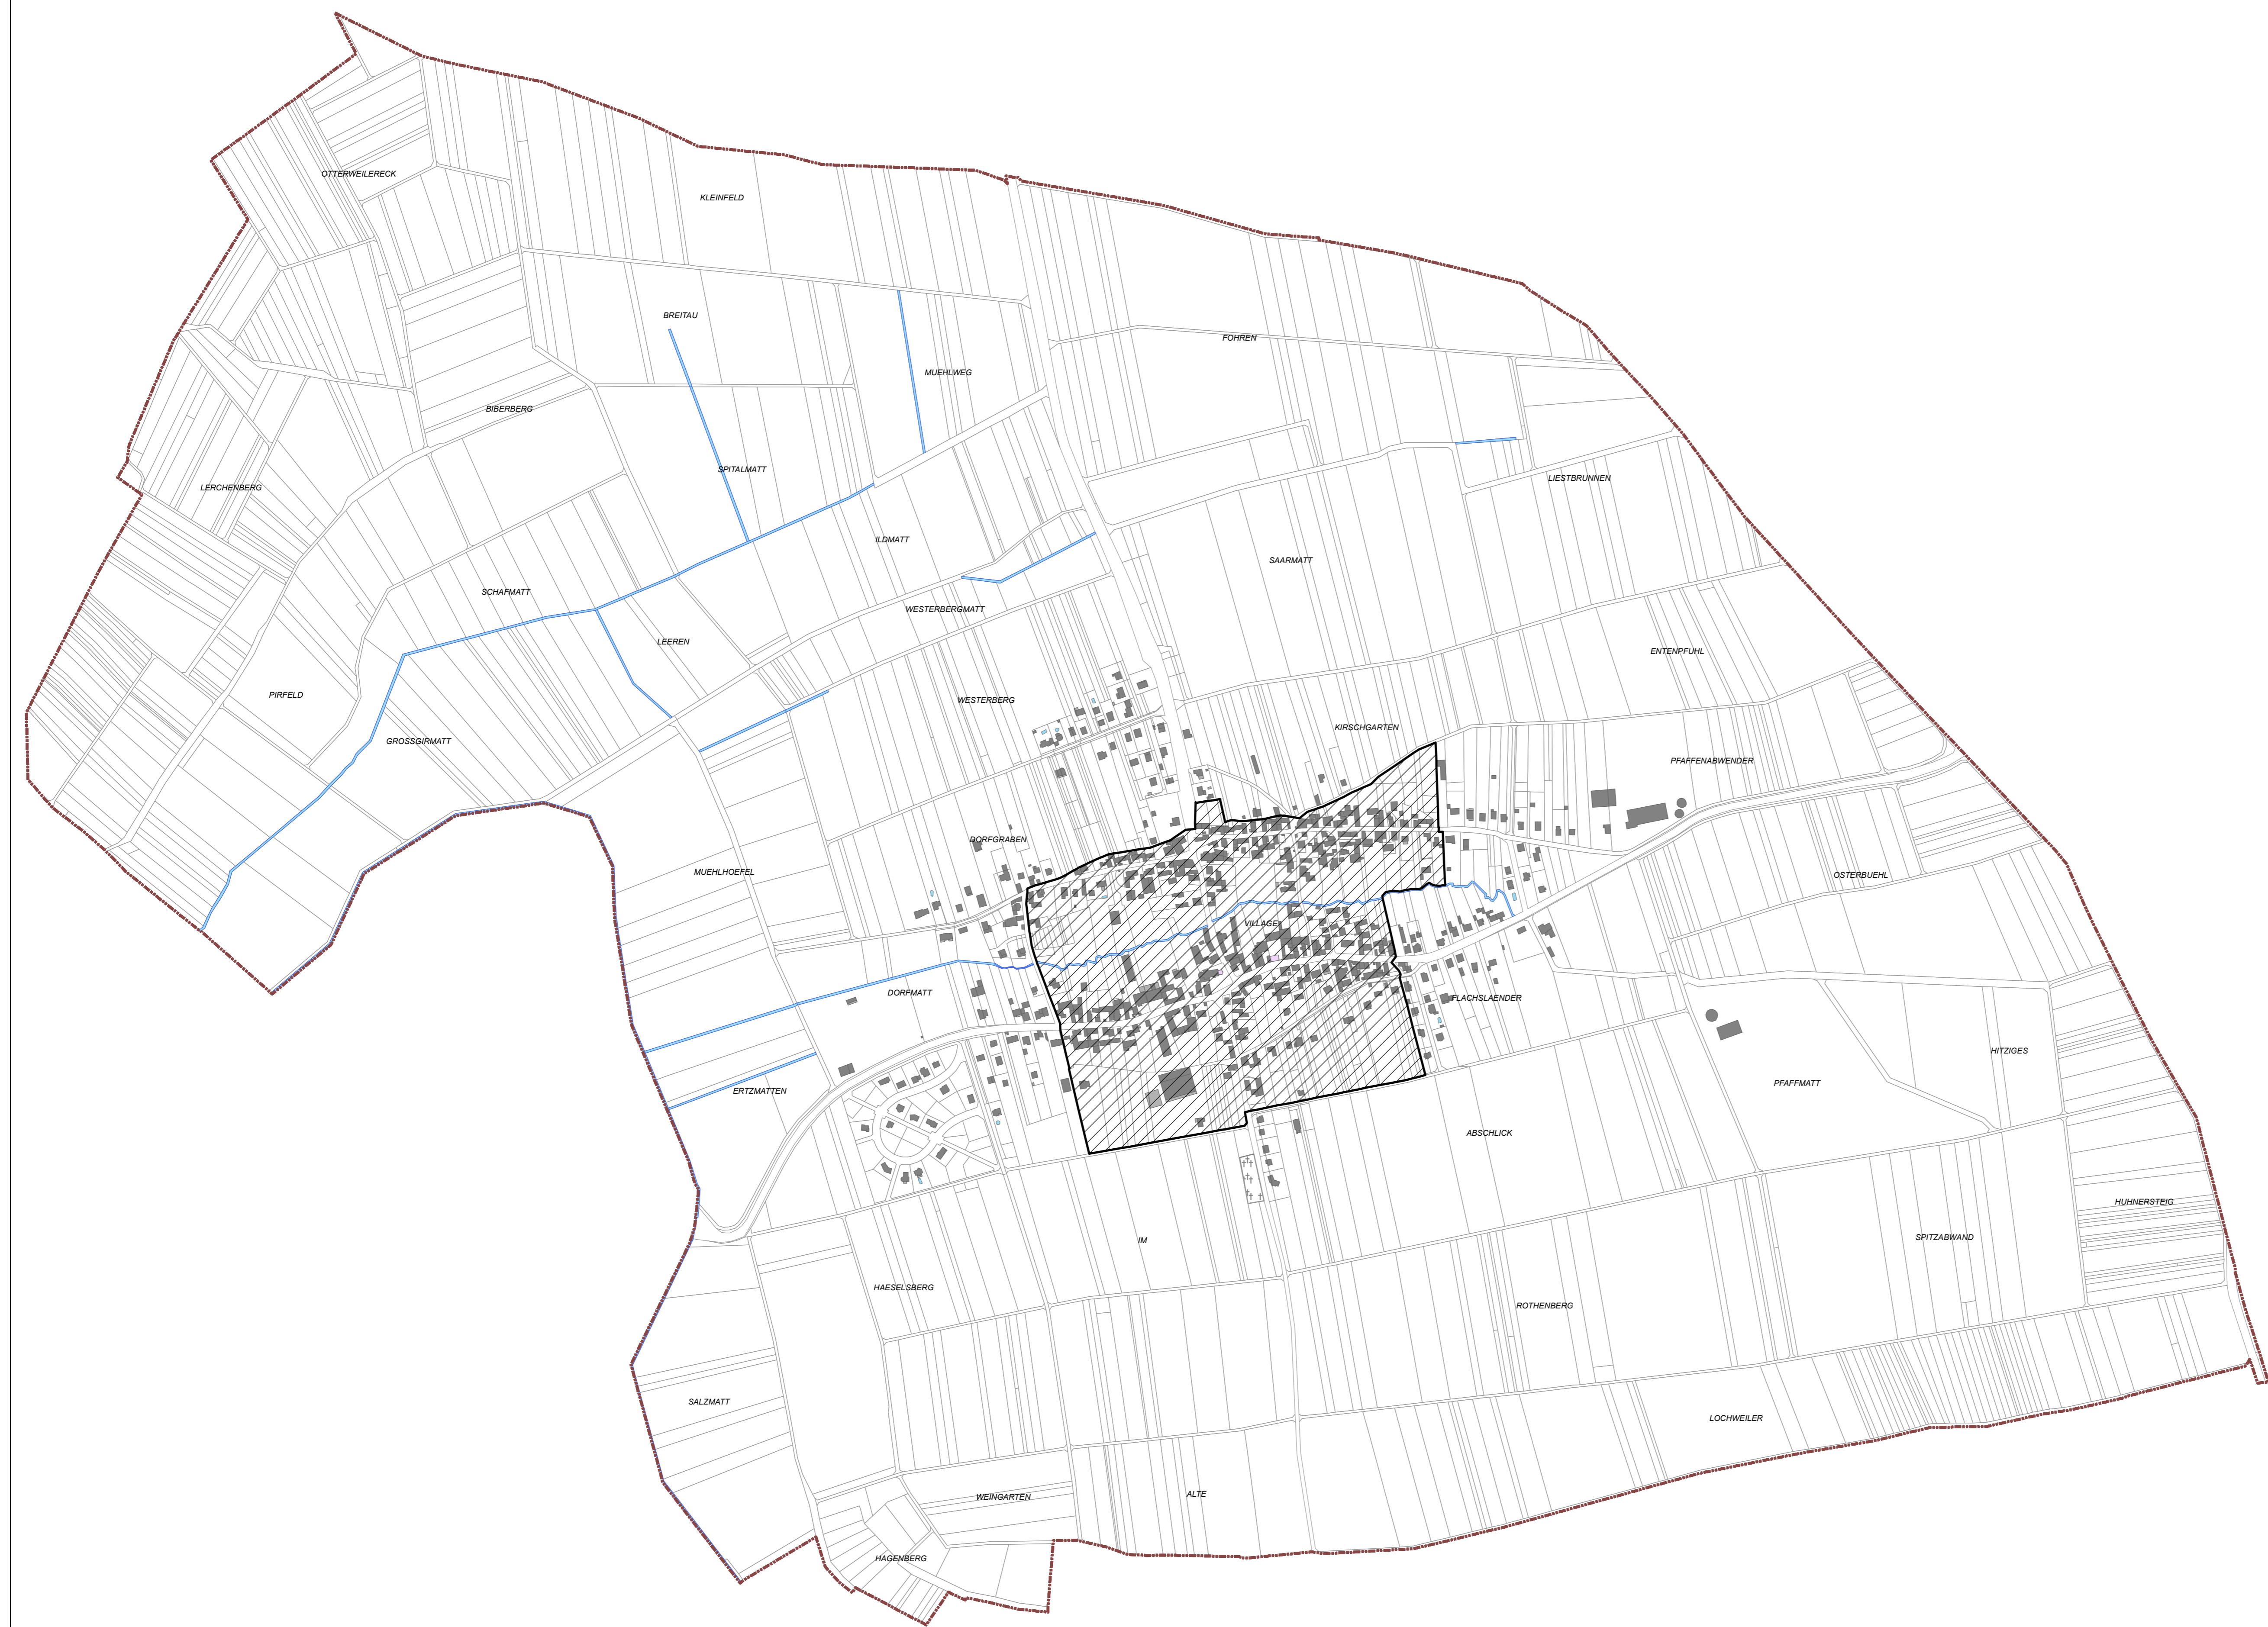 OTTERWEILERECK
KLEINFELD
BREITAU
FOHREN
MUEHLWEG
BIBERBERG
SPITALMATT
LIESTBRUNNEN
LERCHENBERG
ILDMATT
SAARMATT
SCHAFMATT
WESTERBERGMATT
LEEREN
ENTENPFUHL
PIRFELD
WESTERBERG
KIRSCHGARTEN
GROSSGIRMATT
PFAFFENABWENDER
DORFGRABEN
MUEHLHOEFEL
OSTERBUEHL
VILLAGE
DORFMATT
FLACHSLAENDER
HITZIGES
PFAFFMATT
ERTZMATTEN
ABSCHLICK
HUHNERSTEIG
SPITZABWAND
IM
HAESELSBERG
ROTHENBERG
SALZMATT
LOCHWEILER
ALTE
WEINGARTEN
HAGENBERG